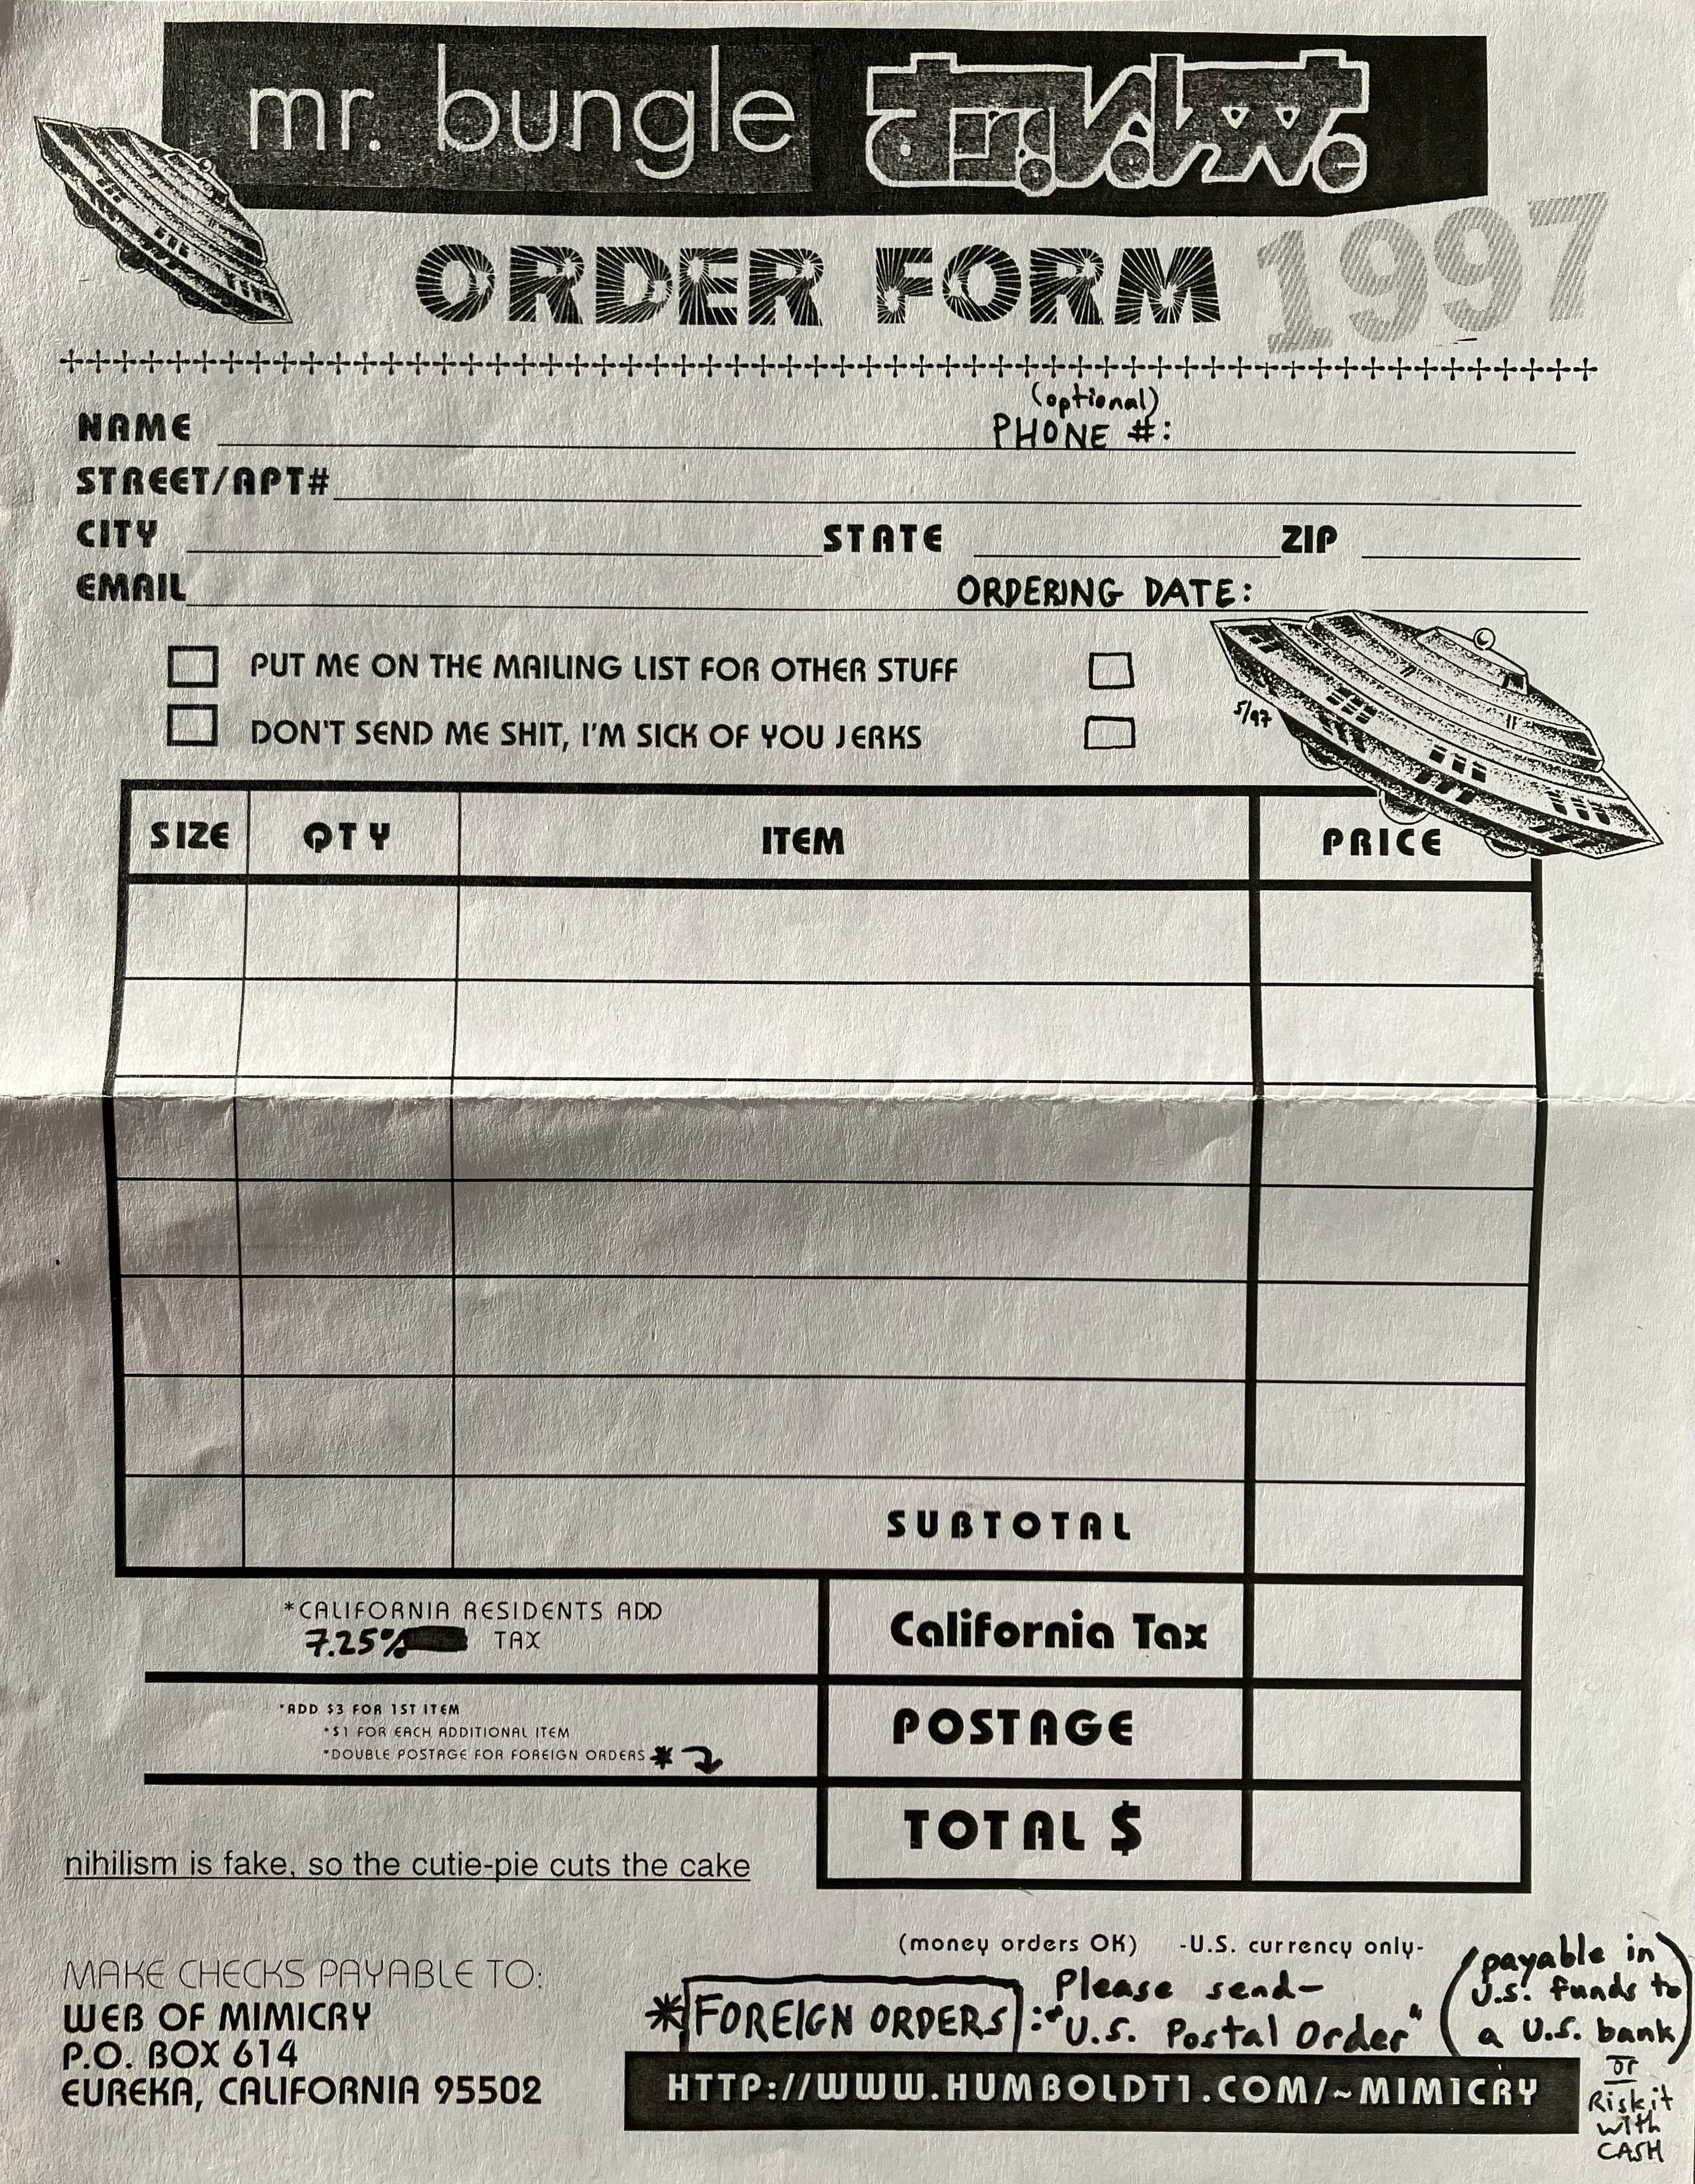 mr. bungle
ORDER FORM 1997
(optional)
NAME PHONE #:
STREET/APT#
CITY STATE ZIP
EMAIL ORDERING DATE:
PUT ME ON THE MAILING LIST FOR OTHER STUFF
5/97
DON'T SEND ME SHIT, I'M SICK OF YOU JERKS
SIZE QTY ITEM PRICE
SUBTOTAL
*CALIFORNIA RESIDENTS ADD
7.25% TAX
California Tax
*ADD $3 FOR 1ST ITEM
*$1 FOR EACH ADDITIONAL ITEM
*DOUBLE POSTAGE FOR FOREIGN ORDERS *
POSTAGE
TOTAL $
nihilism is fake, so the cutie-pie cuts the cake
(money orders OK) -U.S. currency only-
MAKE CHECKS PAYABLE TO:
WEB OF MIMICRY
P.O. BOX 614
EUREKA, CALIFORNIA 95502
*FOREIGN ORDERS: Please send-
"U.S. Postal Order"
(payable in
U.S. funds to
a U.S. bank)
or
Risk it
with
CASH
HTTP://WWW.HUMBOLDT1.COM/~MIMICRY